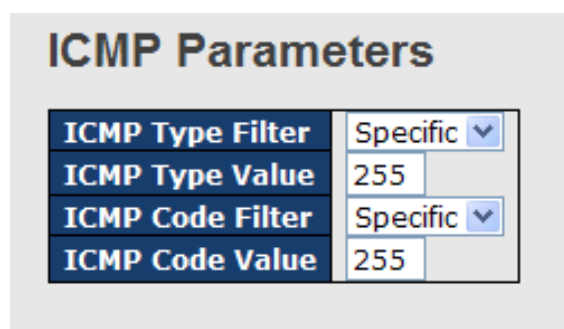 ICMP Parameters
ICMP Type Filter Specific
ICMP Type Value 255
ICMP Code Filter Specific
ICMP Code Value 255